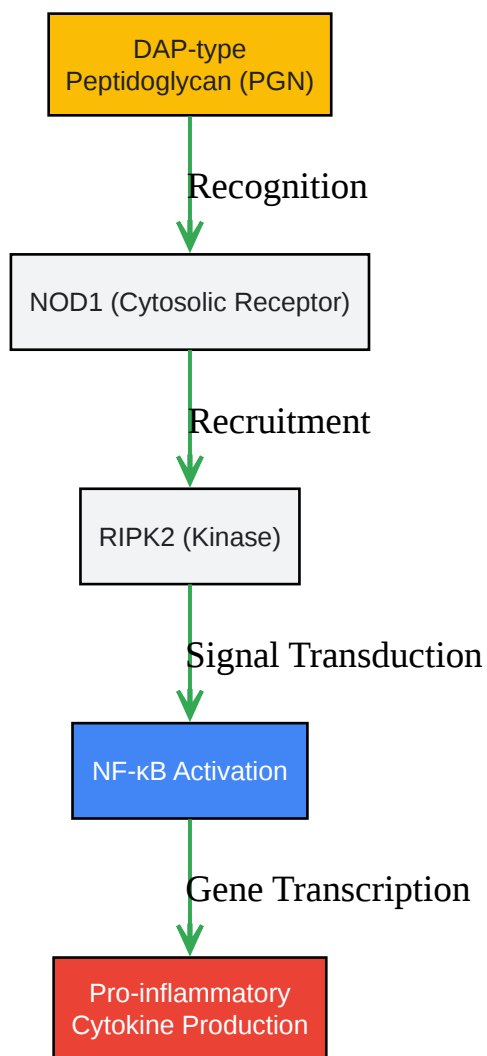 DAP-type
Peptidoglycan (PGN)
Recognition
NOD1 (Cytosolic Receptor)
Recruitment
RIPK2 (Kinase)
Signal Transduction
NF-κB Activation
Gene Transcription
Pro-inflammatory
Cytokine Production